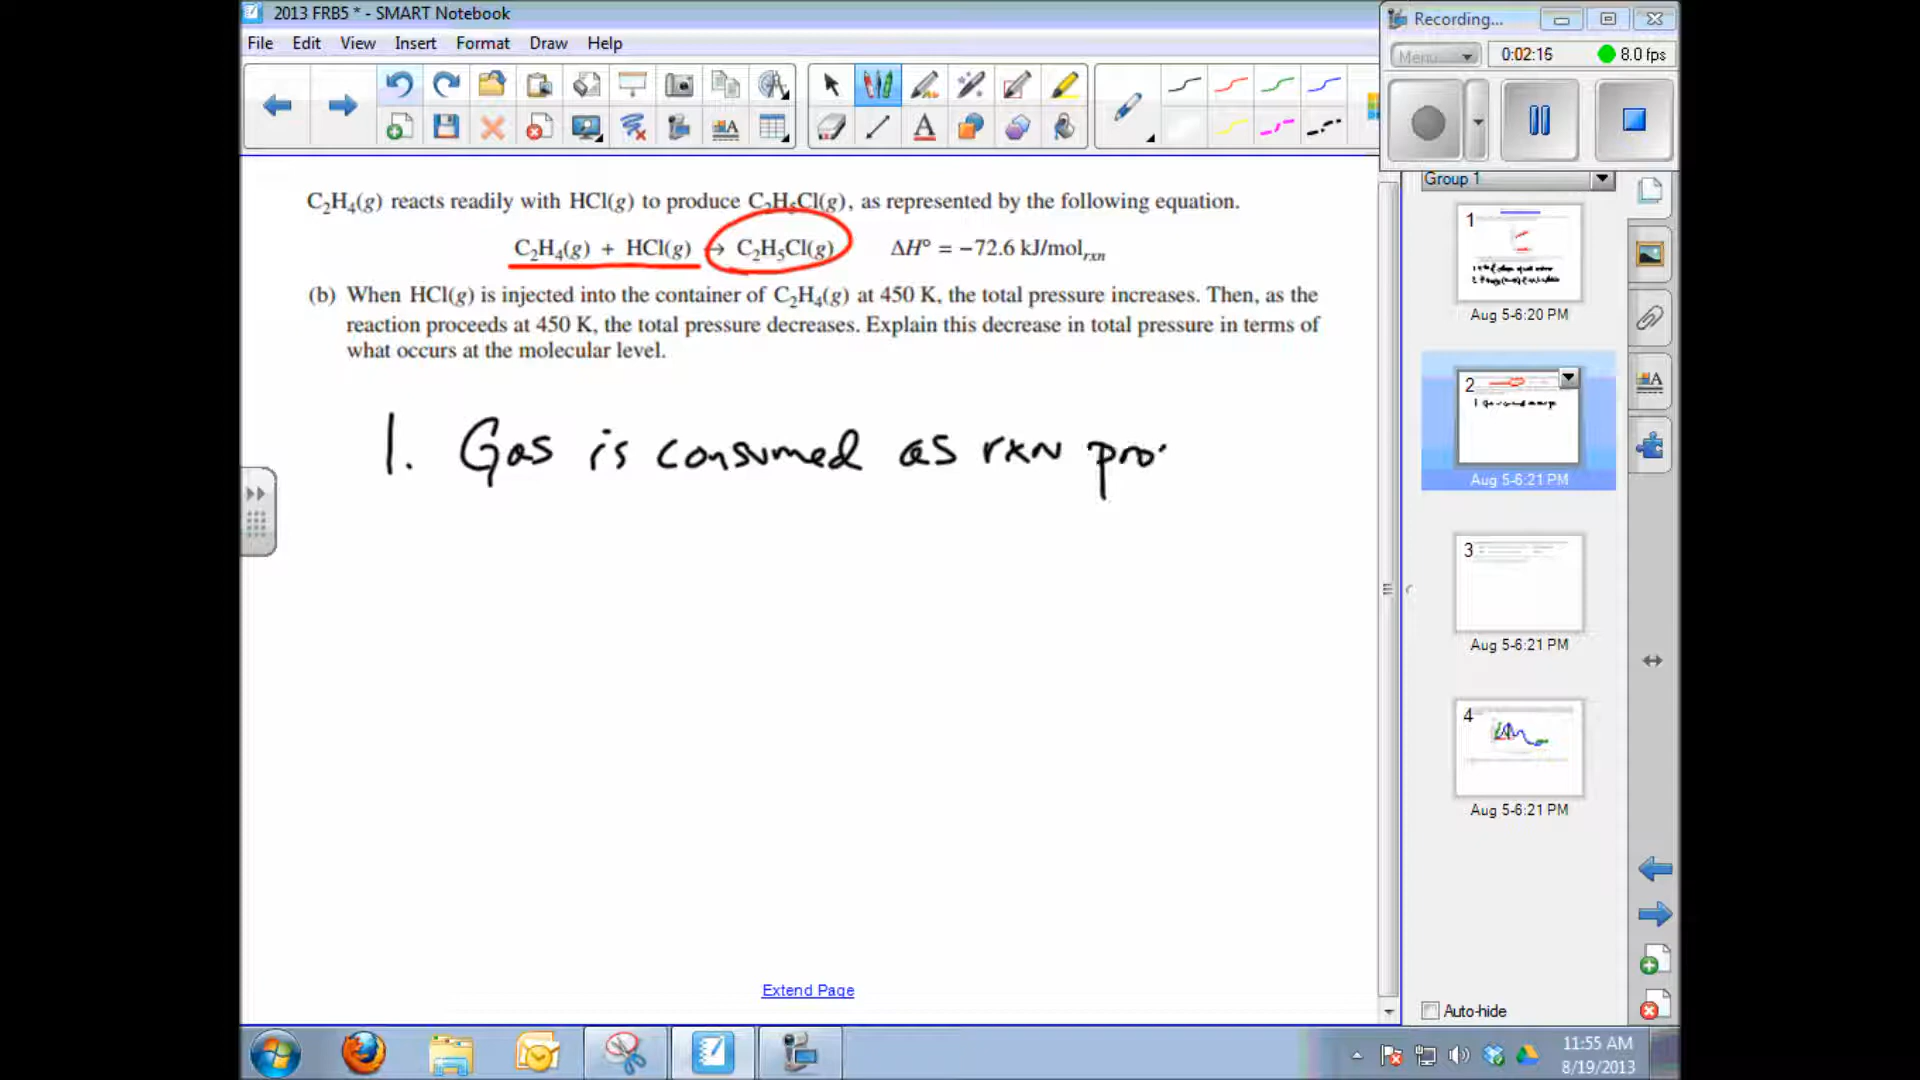 2013 FRB5 * - SMART Notebook
File Edit View Insert Format Draw Help
Recording...
Menu
0:02:16
8.0 fps
C₂H₄(g) reacts readily with HCl(g) to produce C₂H₅Cl(g), as represented by the following equation.
C₂H₄(g) + HCl(g) → C₂H₅Cl(g) ΔH° = −72.6 kJ/molrxn
(b) When HCl(g) is injected into the container of C₂H₄(g) at 450 K, the total pressure increases. Then, as the
reaction proceeds at 450 K, the total pressure decreases. Explain this decrease in total pressure in terms of
what occurs at the molecular level.
1. Gas is consumed as rxn pro
Extend Page
Group 1
1
Aug 5-6:20 PM
2
Aug 5-6:21 PM
3
Aug 5-6:21 PM
4
Aug 5-6:21 PM
Auto-hide
11:55 AM
8/19/2013